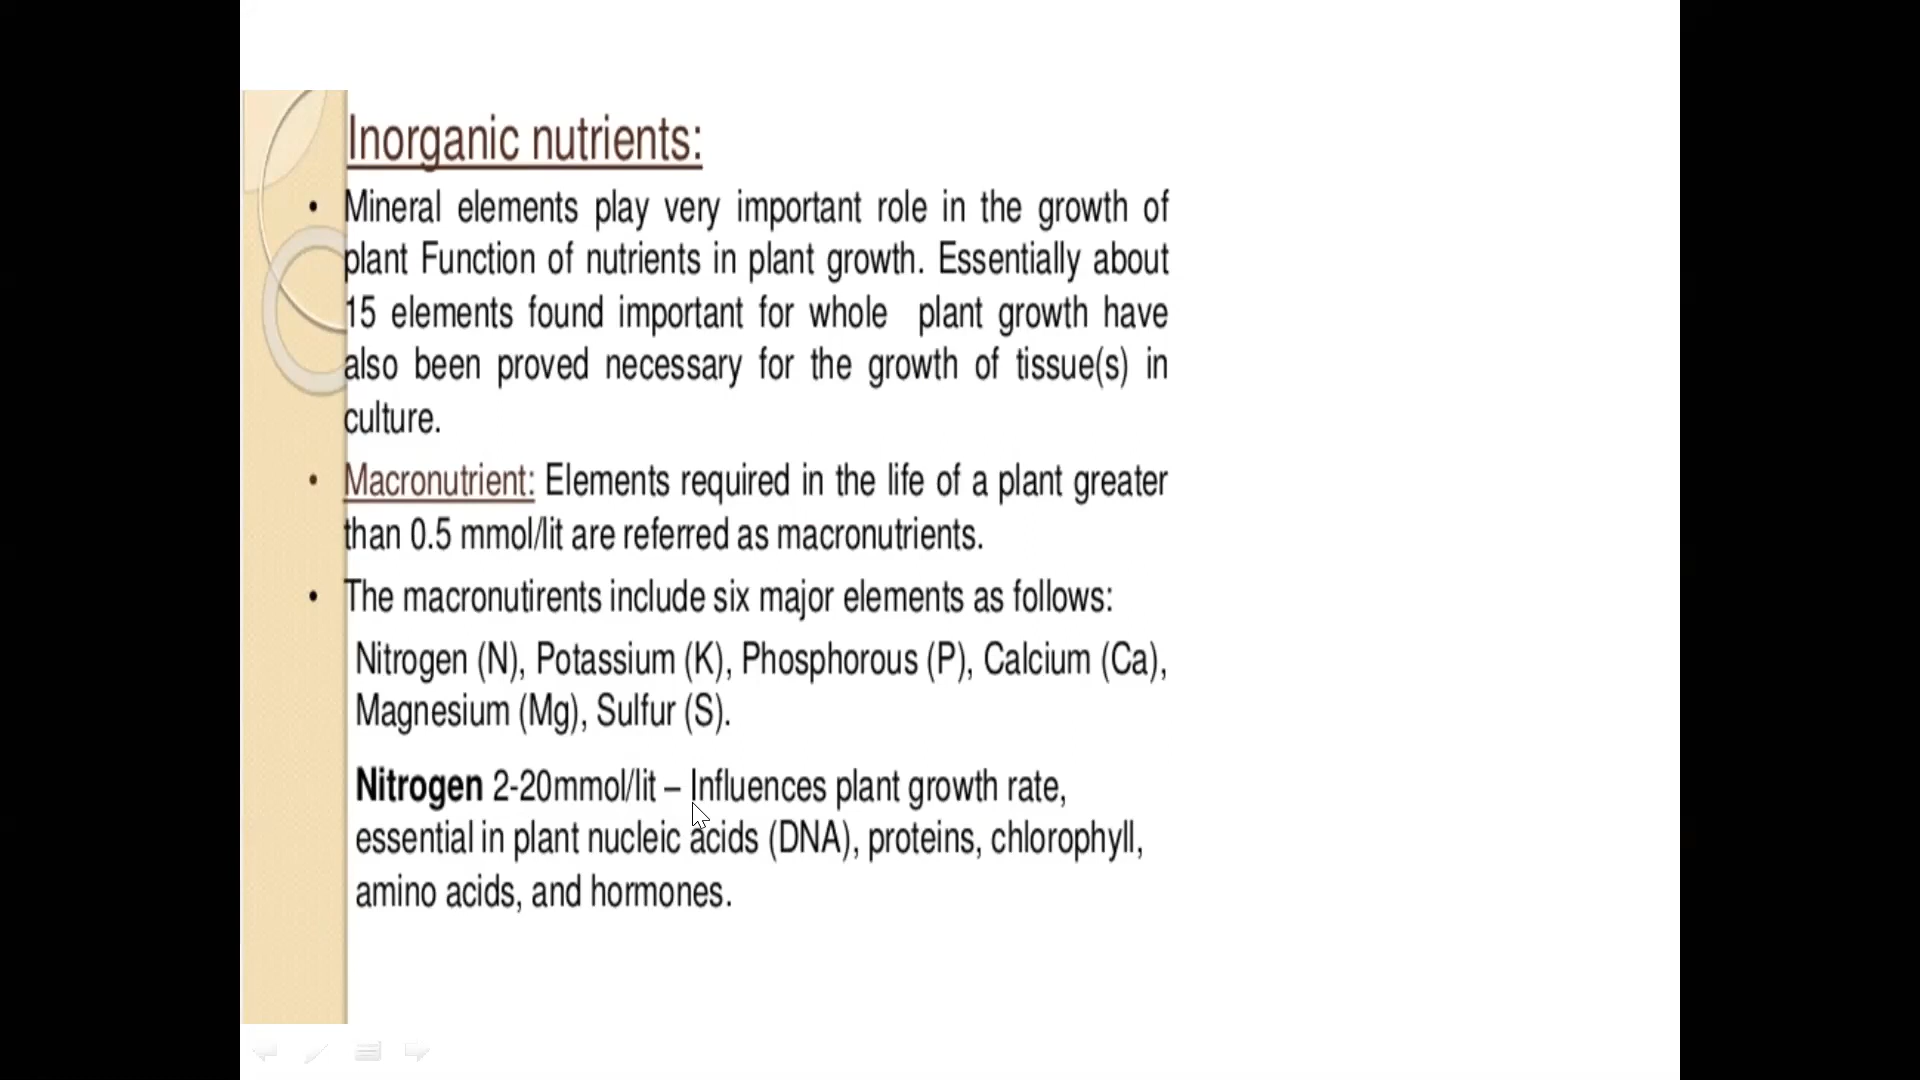 Inorganic nutrients:
• Mineral elements play very important role in the growth of
plant Function of nutrients in plant growth. Essentially about
15 elements found important for whole plant growth have
also been proved necessary for the growth of tissue(s) in
culture.
• Macronutrient: Elements required in the life of a plant greater
than 0.5 mmol/lit are referred as macronutrients.
• The macronutirents include six major elements as follows:
Nitrogen (N), Potassium (K), Phosphorous (P), Calcium (Ca),
Magnesium (Mg), Sulfur (S).
Nitrogen 2-20mmol/lit – Influences plant growth rate,
essential in plant nucleic acids (DNA), proteins, chlorophyll,
amino acids, and hormones.